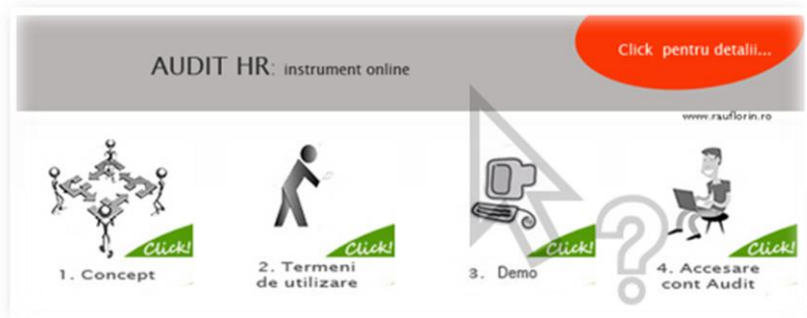 AUDIT HR: instrument online
Click pentru detalii...
www.rauflorin.ro
Click!
Click!
Click!
Click!
1. Concept
2. Termeni
de utilizare
3. Demo
4. Accesare
cont Audit
?